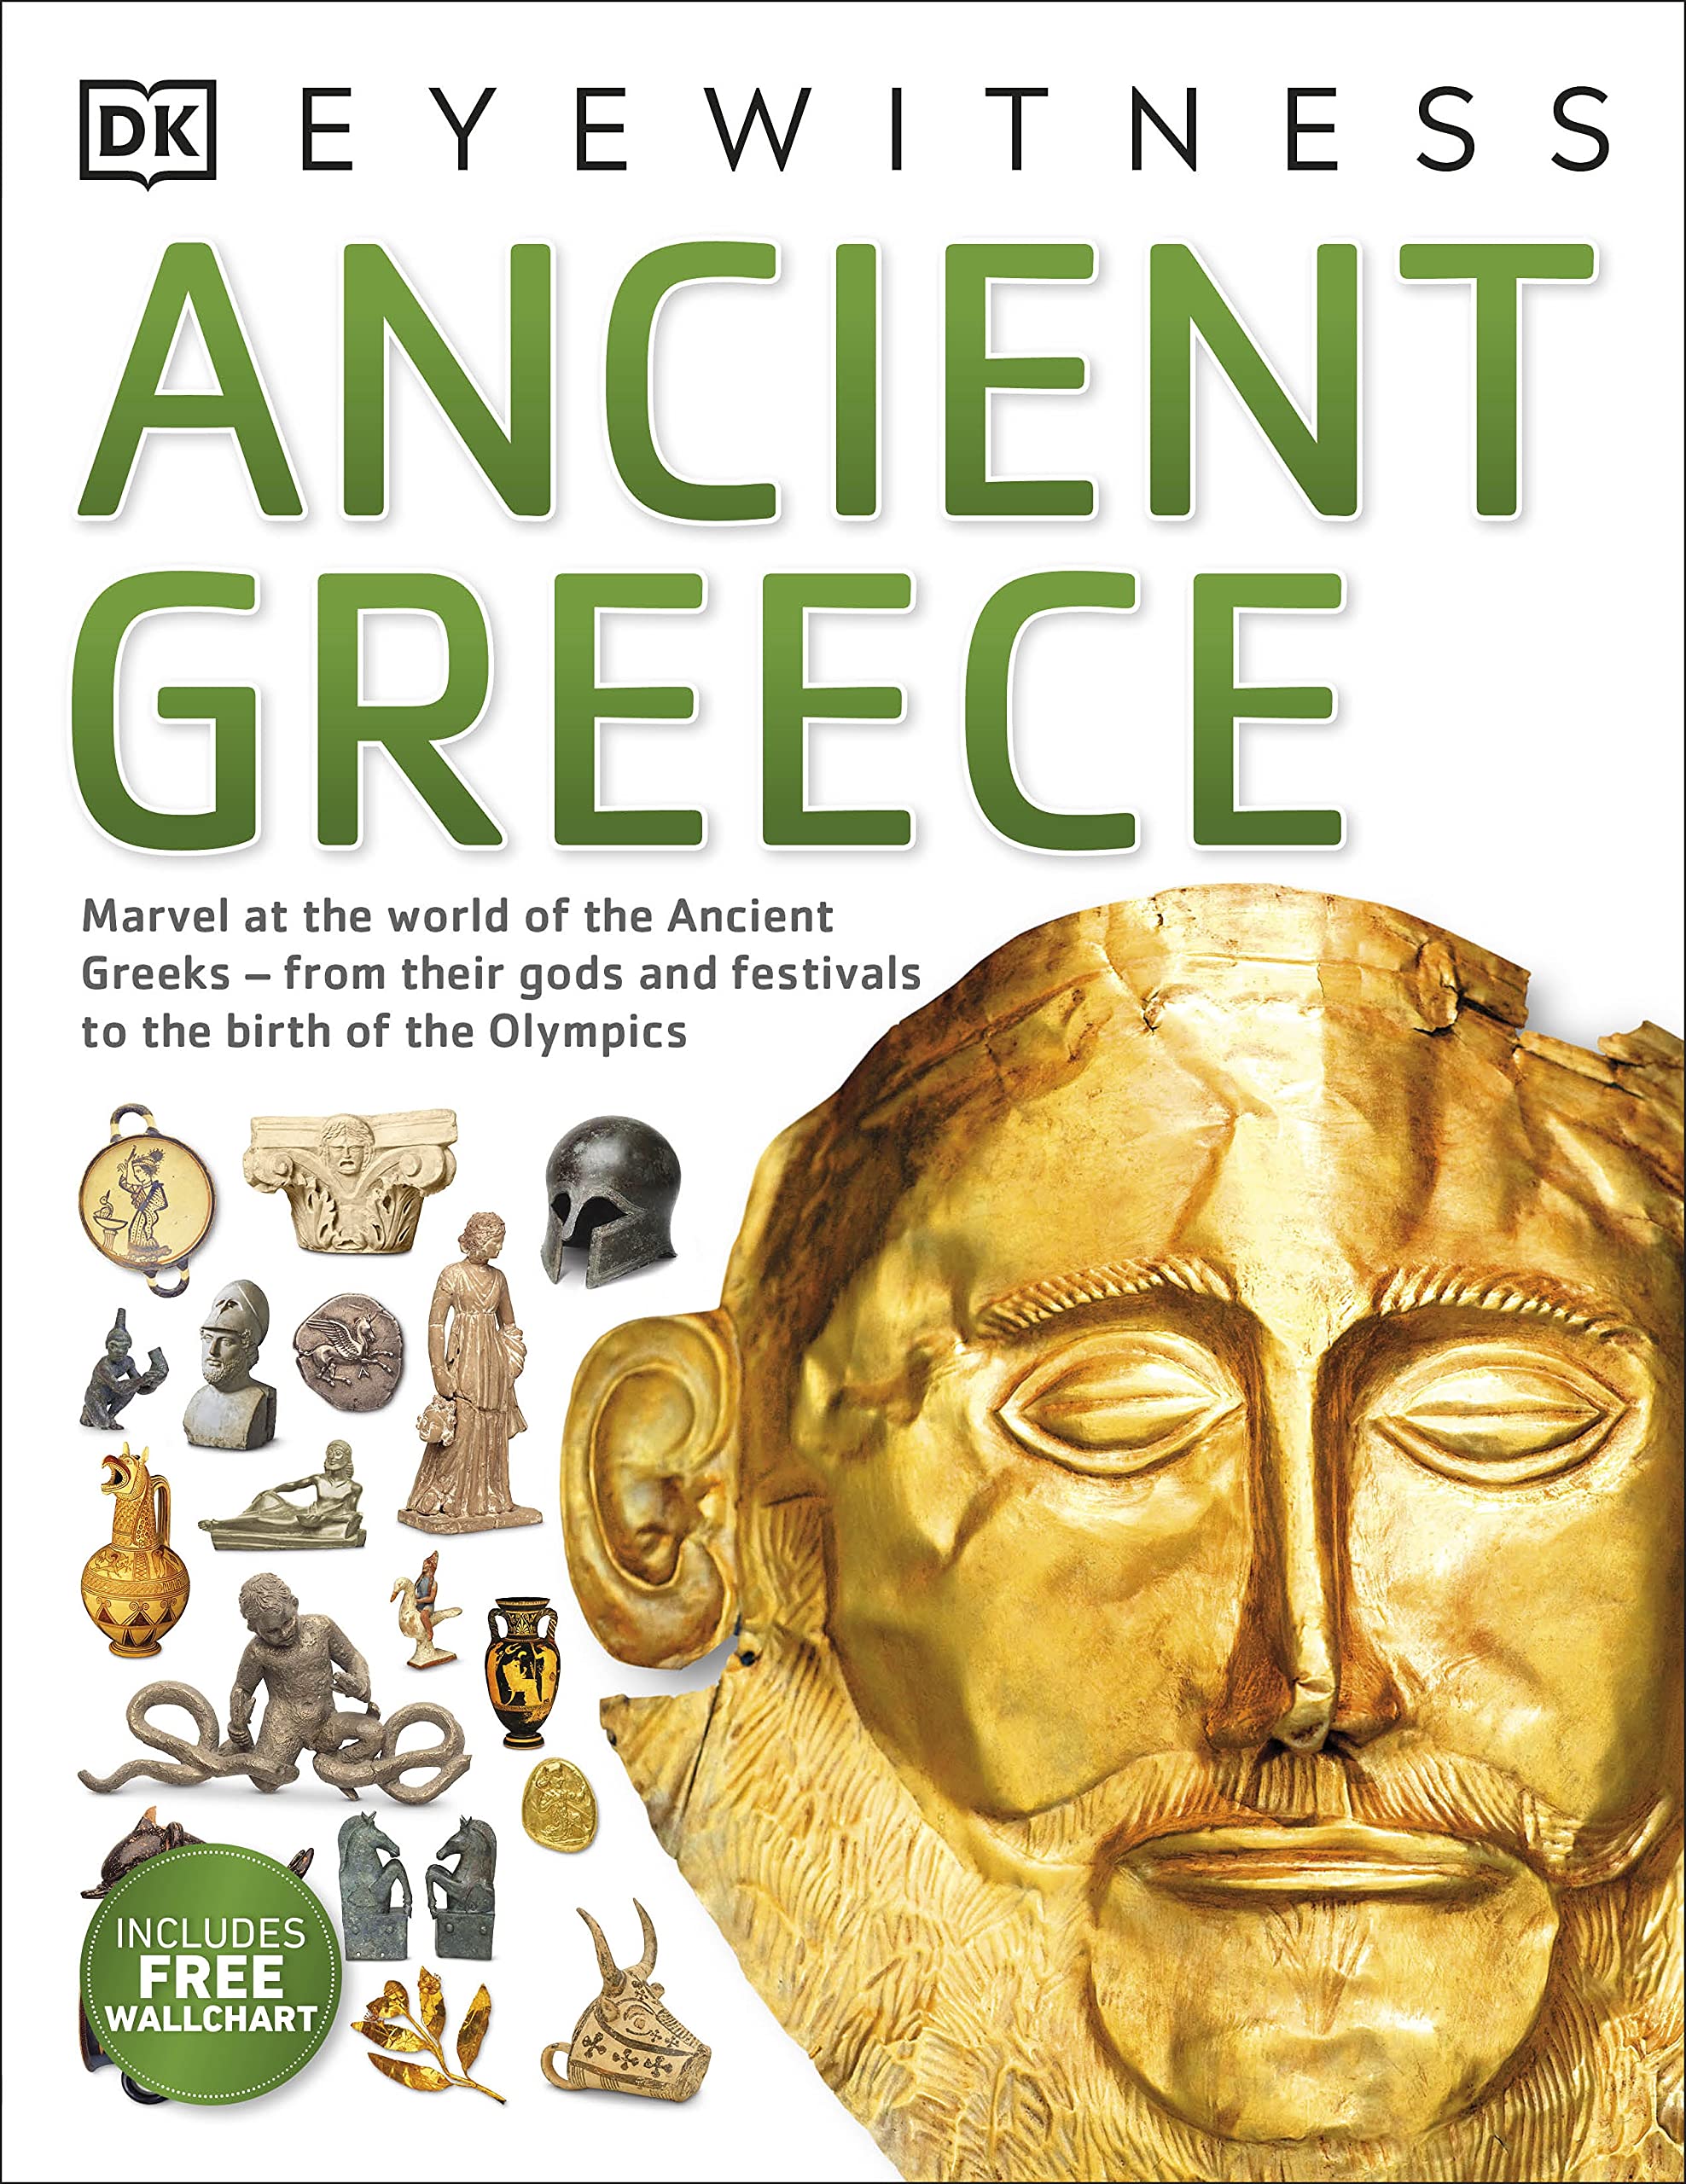 DK EYEWITNESS
ANCIENT
GREECE
Marvel at the world of the Ancient
Greeks – from their gods and festivals
to the birth of the Olympics
INCLUDES
FREE
WALLCHART